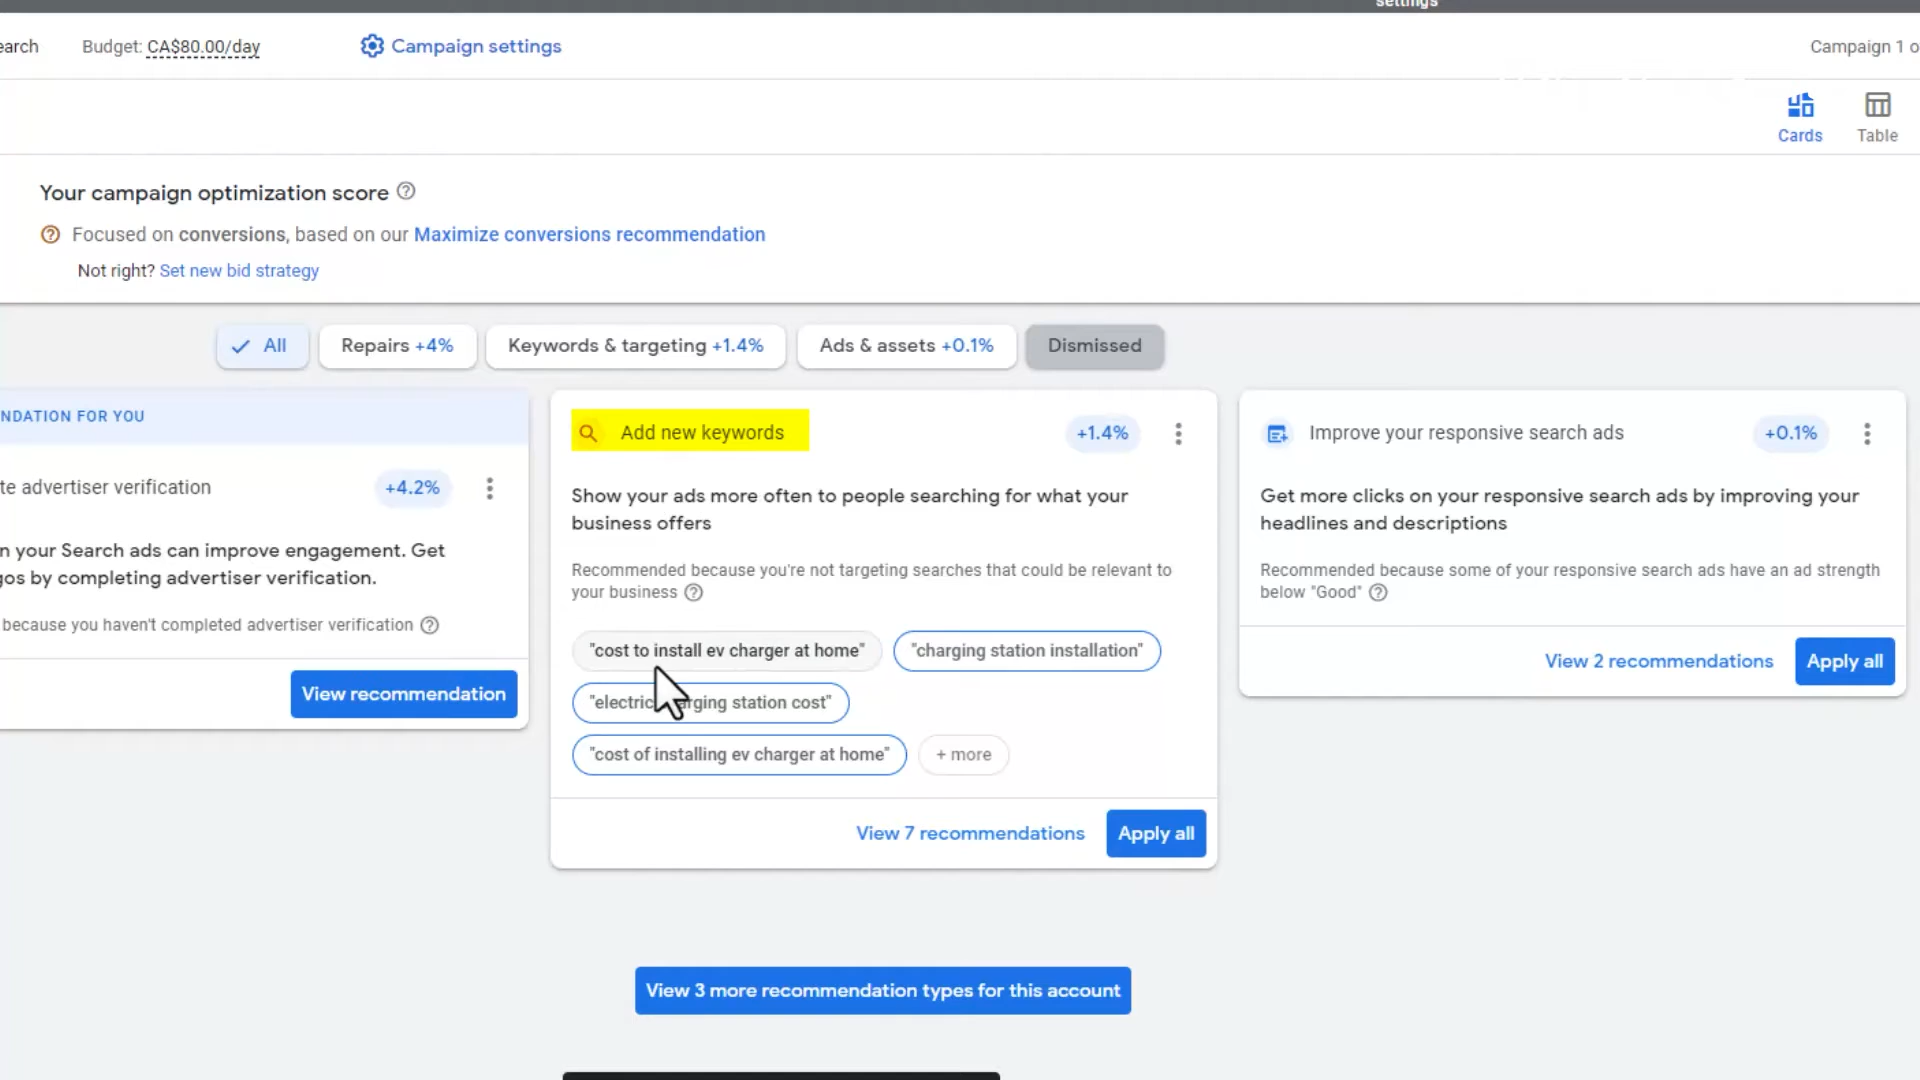 settings
earch
Budget: CA$80.00/day
Campaign settings
Campaign 1 o
Cards
Table
Your campaign optimization score
Focused on conversions, based on our Maximize conversions recommendation
Not right? Set new bid strategy
All
Repairs +4%
Keywords & targeting +1.4%
Ads & assets +0.1%
Dismissed
NDATION FOR YOU
te advertiser verification
+4.2%
n your Search ads can improve engagement. Get
gos by completing advertiser verification.
because you haven't completed advertiser verification
View recommendation
Add new keywords
+1.4%
Show your ads more often to people searching for what your
business offers
Recommended because you're not targeting searches that could be relevant to
your business
"cost to install ev charger at home"
"charging station installation"
"electric rging station cost"
"cost of installing ev charger at home"
+ more
View 7 recommendations
Apply all
Improve your responsive search ads
+0.1%
Get more clicks on your responsive search ads by improving your
headlines and descriptions
Recommended because some of your responsive search ads have an ad strength
below "Good"
View 2 recommendations
Apply all
View 3 more recommendation types for this account